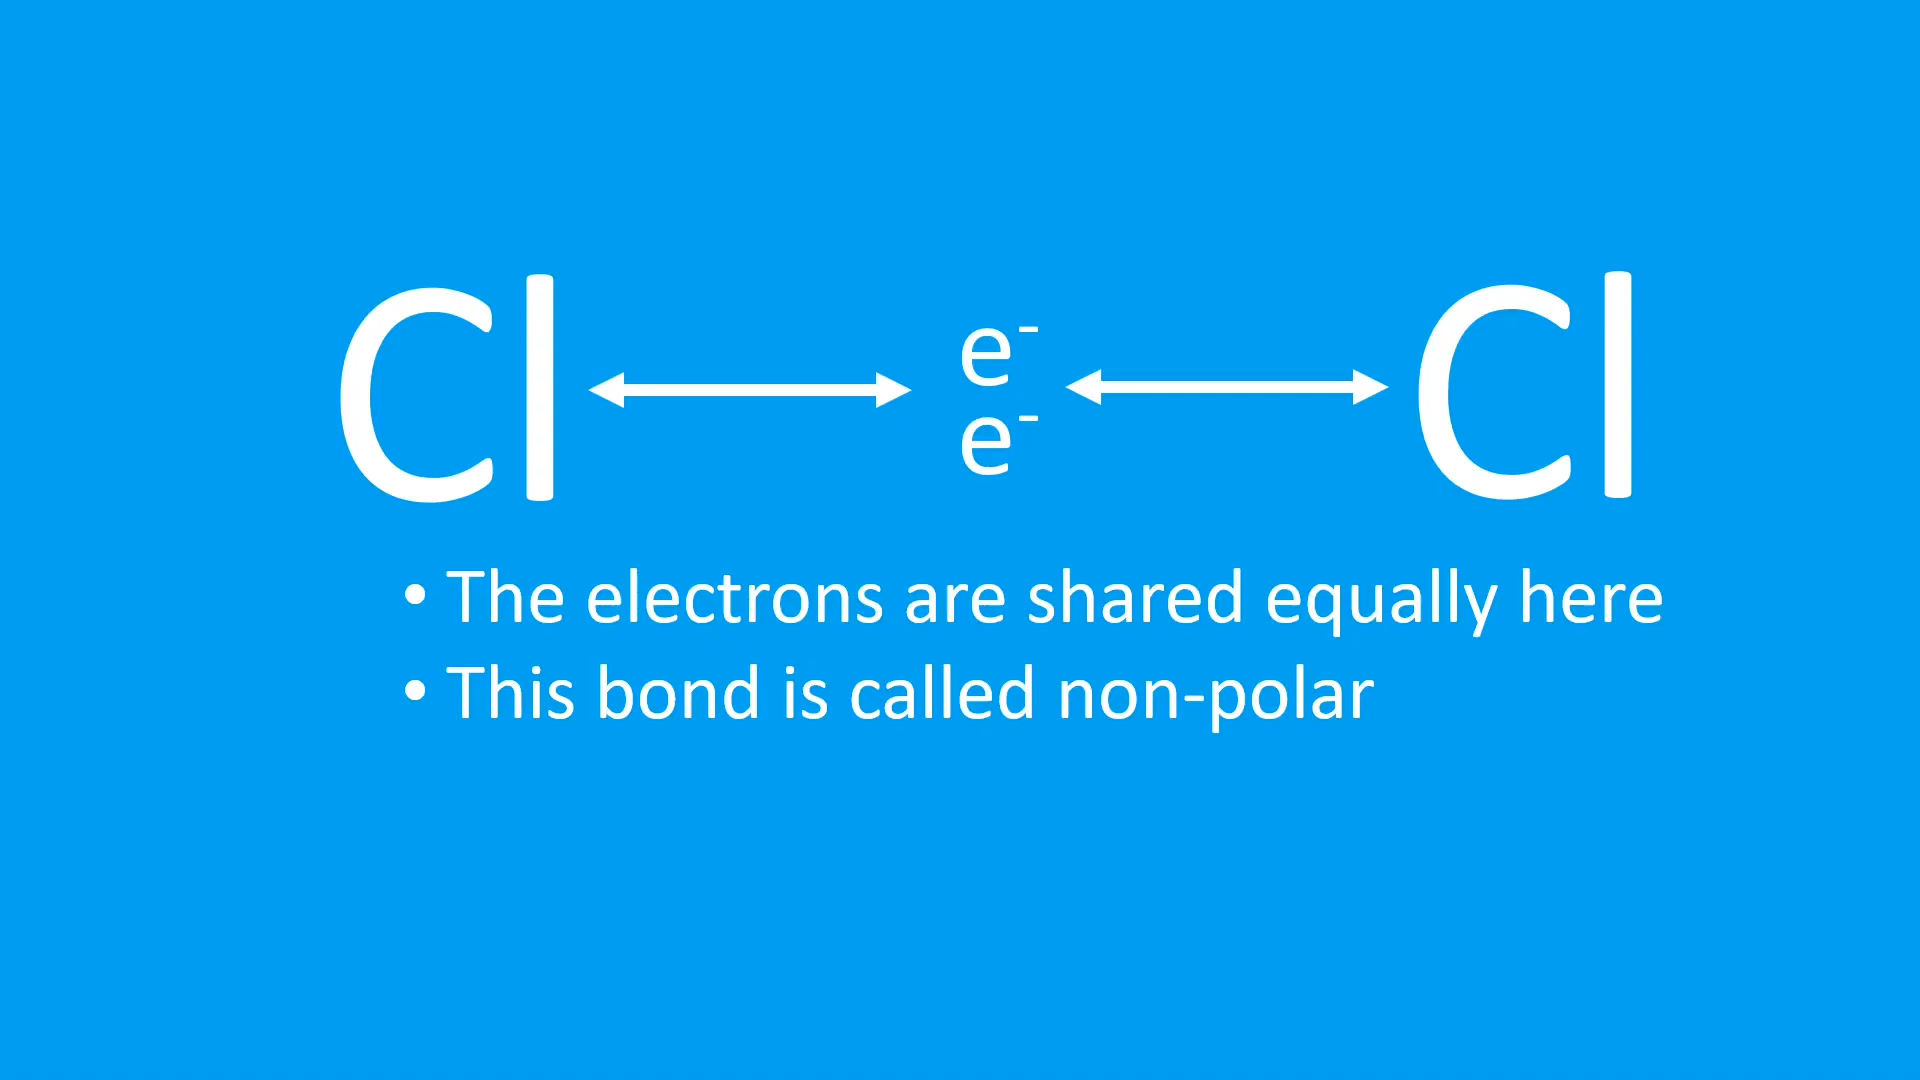 Cl e⁻ Cl
e⁻
• The electrons are shared equally here
• This bond is called non-polar